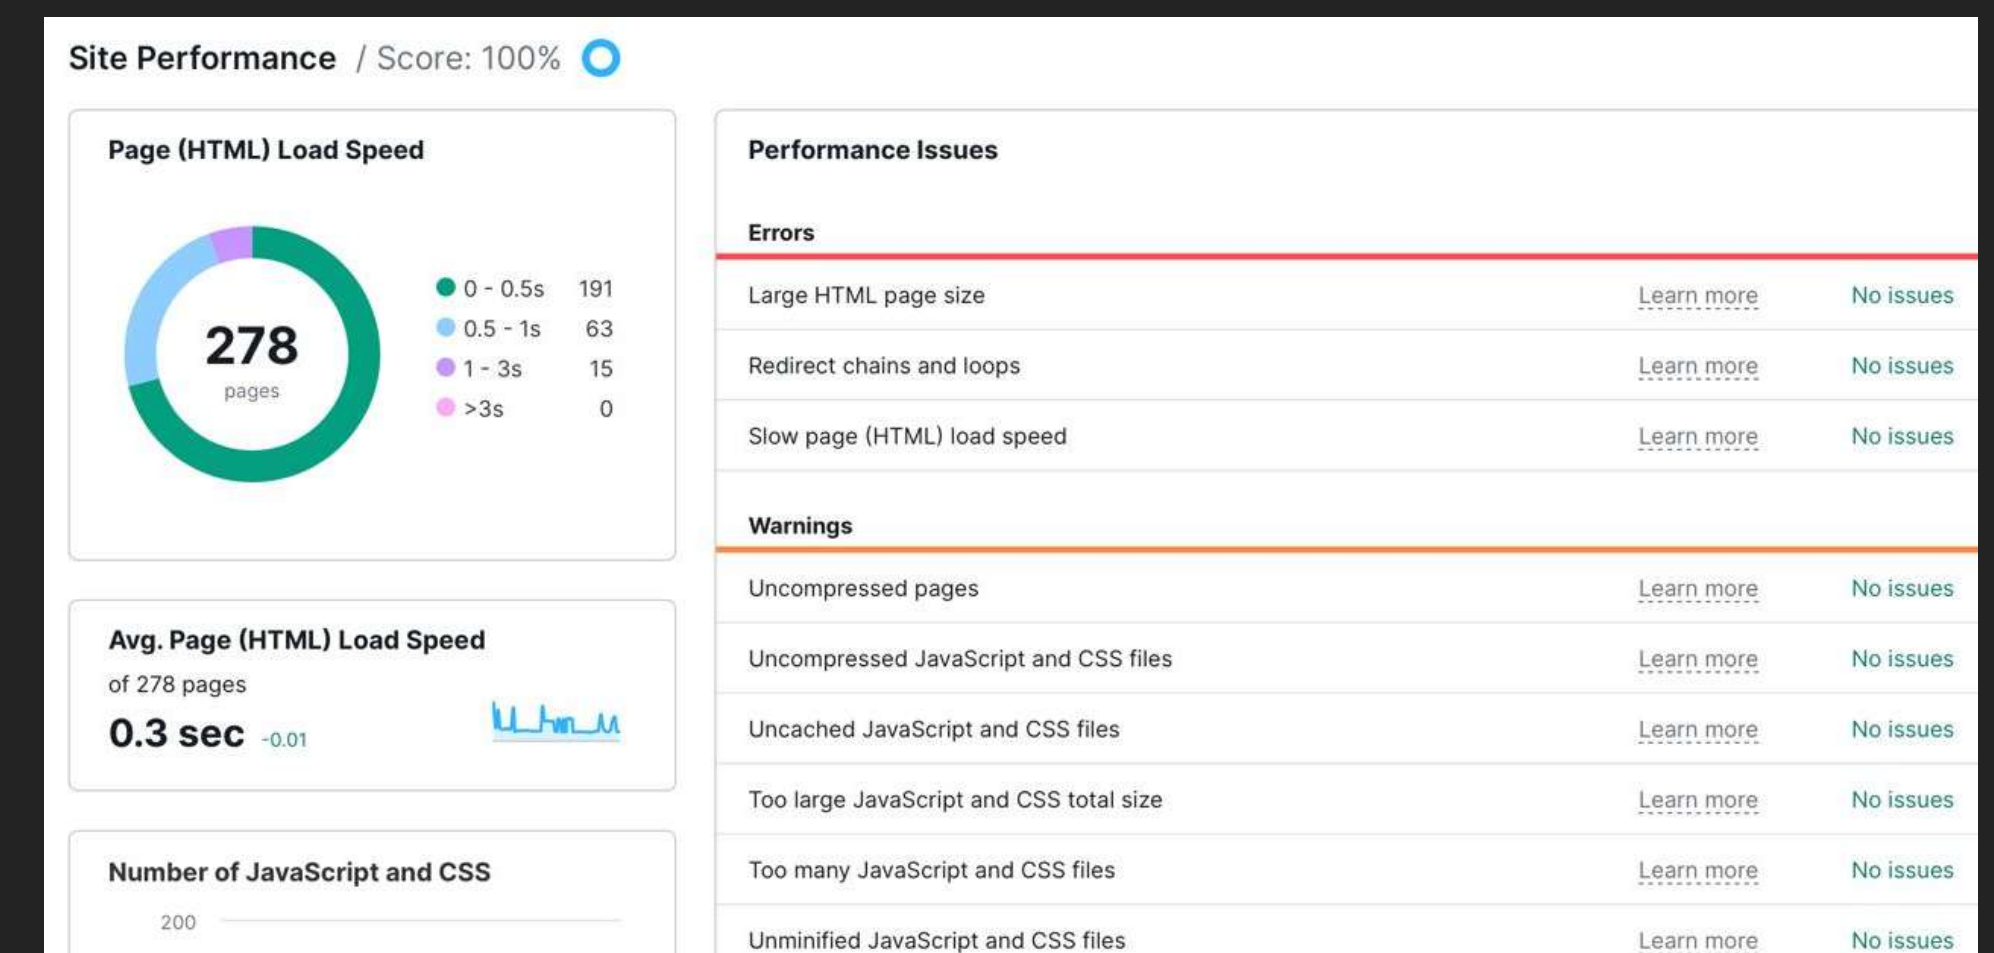 Site Performance / Score: 100%
Page (HTML) Load Speed
278
pages
0 - 0.5s 191
0.5 - 1s 63
1 - 3s 15
>3s 0
Avg. Page (HTML) Load Speed
of 278 pages
0.3 sec -0.01
Number of JavaScript and CSS
200
Performance Issues
Errors
Large HTML page size Learn more No issues
Redirect chains and loops Learn more No issues
Slow page (HTML) load speed Learn more No issues
Warnings
Uncompressed pages Learn more No issues
Uncompressed JavaScript and CSS files Learn more No issues
Uncached JavaScript and CSS files Learn more No issues
Too large JavaScript and CSS total size Learn more No issues
Too many JavaScript and CSS files Learn more No issues
Unminified JavaScript and CSS files Learn more No issues